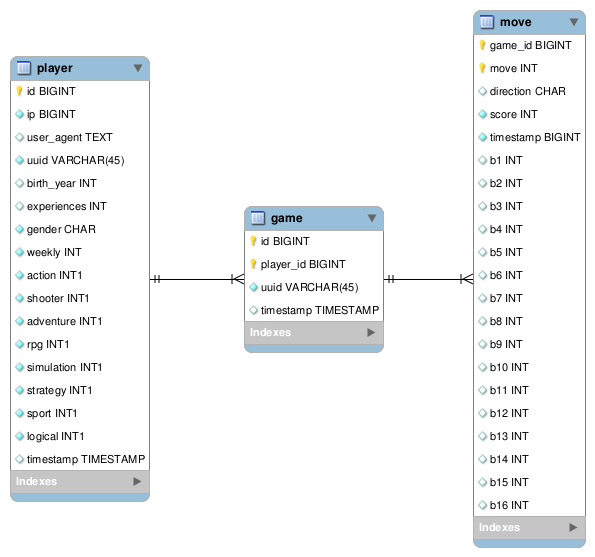 player
id BIGINT
ip BIGINT
user_agent TEXT
uuid VARCHAR(45)
birth_year INT
experiences INT
gender CHAR
weekly INT
action INT1
shooter INT1
adventure INT1
rpg INT1
simulation INT1
strategy INT1
sport INT1
logical INT1
timestamp TIMESTAMP
Indexes
game
id BIGINT
player_id BIGINT
uuid VARCHAR(45)
timestamp TIMESTAMP
Indexes
move
game_id BIGINT
move INT
direction CHAR
score INT
timestamp BIGINT
b1 INT
b2 INT
b3 INT
b4 INT
b5 INT
b6 INT
b7 INT
b8 INT
b9 INT
b10 INT
b11 INT
b12 INT
b13 INT
b14 INT
b15 INT
b16 INT
Indexes